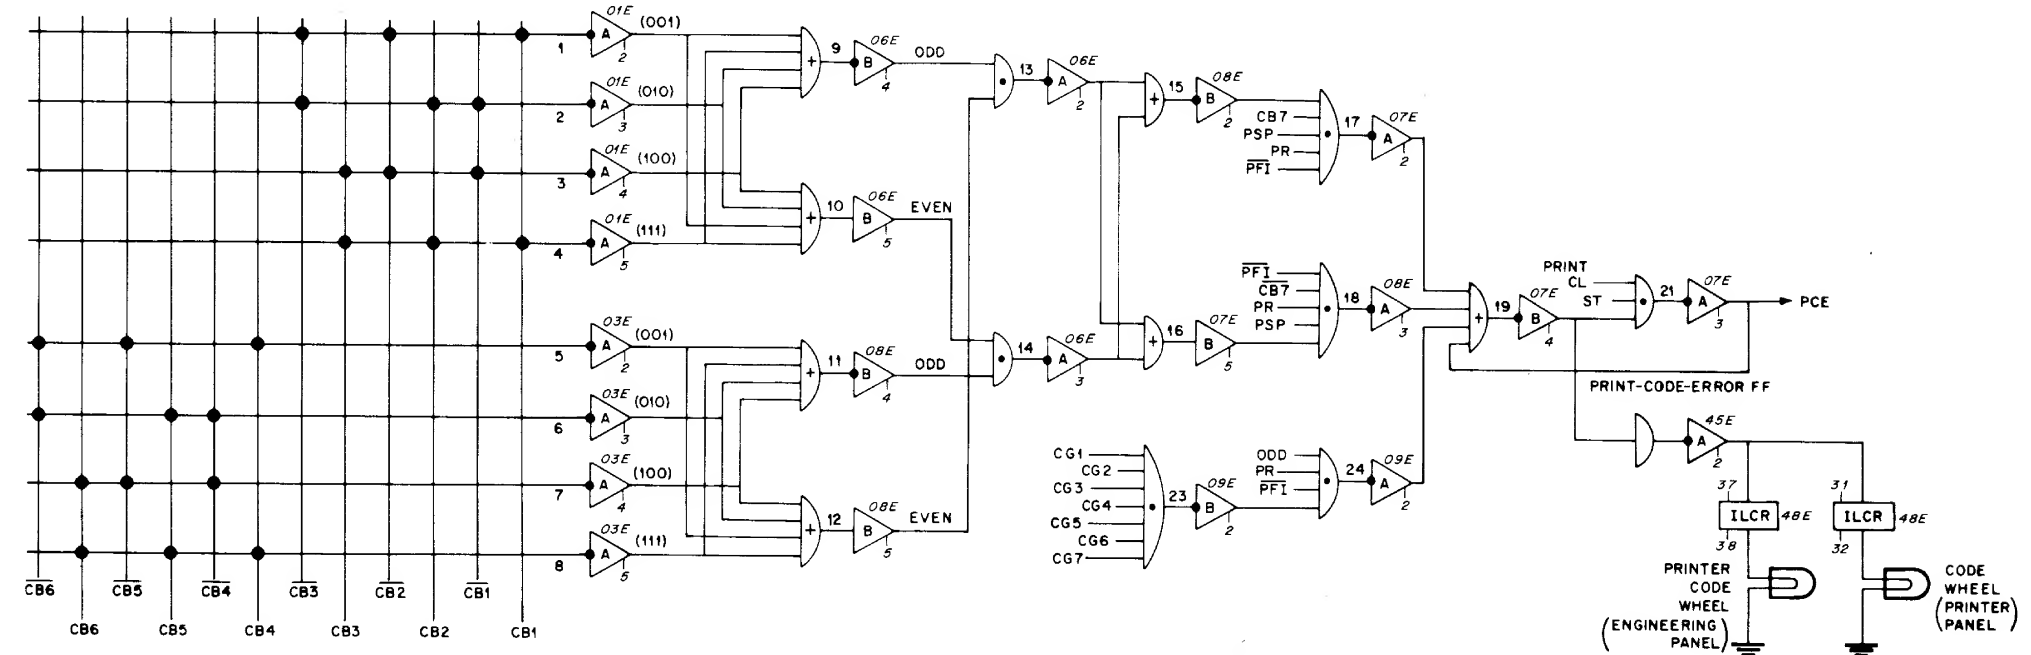 1 A 01E 2 (001)
2 A 01E 3 (010)
3 A 01E 4 (100)
4 A 01E 5 (111)
5 A 03E 2 (001)
6 A 03E 3 (010)
7 A 03E 4 (100)
8 A 03E 5 (111)
CB6 CB5 CB4 CB3 CB2 CB1
CB6 CB5 CB4 CB3 CB2 CB1
+ 9 B 06E 4 ODD
+ 10 B 06E 5 EVEN
+ 11 B 08E 4 ODD
+ 12 B 08E 5 EVEN
13 A 06E 2
14 A 06E 3
+ 15 B 08E 2
+ 16 B 07E 5
CB7
PSP
PR
PFI
17 A 07E 2
PFI
CB7
PR
PSP
18 A 08E 3
CG1
CG2
CG3
CG4
CG5
CG6
CG7
23 B 09E 2
ODD
PR
PFI
24 A 09E 2
+ 19 B 07E 4
PRINT
CL
ST
21 A 07E 3
PCE
PRINT-CODE-ERROR FF
A 45E 2
37 ILCR 48E 38
31 ILCR 48E 32
PRINTER
CODE
WHEEL
(ENGINEERING)
PANEL
CODE
WHEEL
(PRINTER)
PANEL